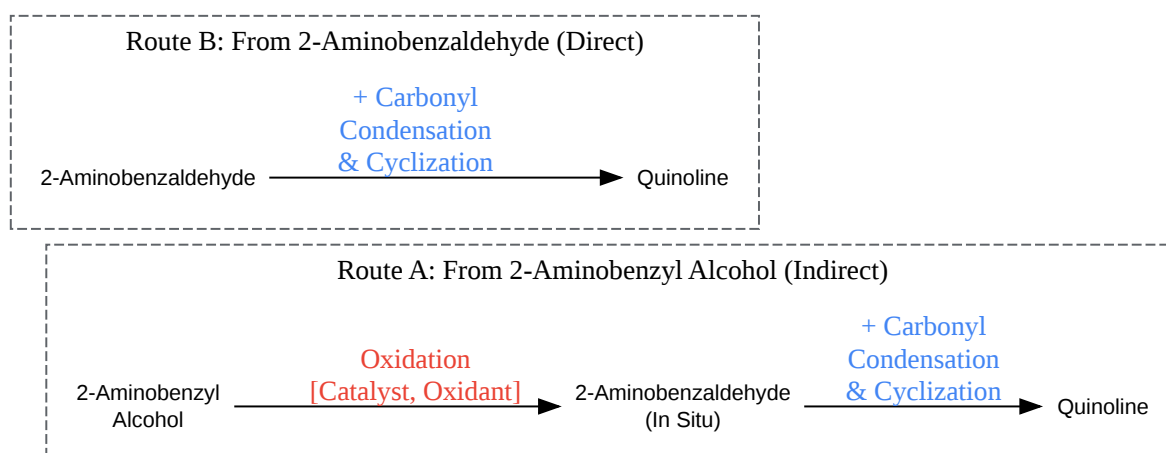 Route B: From 2-Aminobenzaldehyde (Direct)
+ Carbonyl
Condensation
& Cyclization
2-Aminobenzaldehyde
Quinoline
Route A: From 2-Aminobenzyl Alcohol (Indirect)
Oxidation
[Catalyst, Oxidant]
+ Carbonyl
Condensation
& Cyclization
2-Aminobenzyl
Alcohol
2-Aminobenzaldehyde
(In Situ)
Quinoline